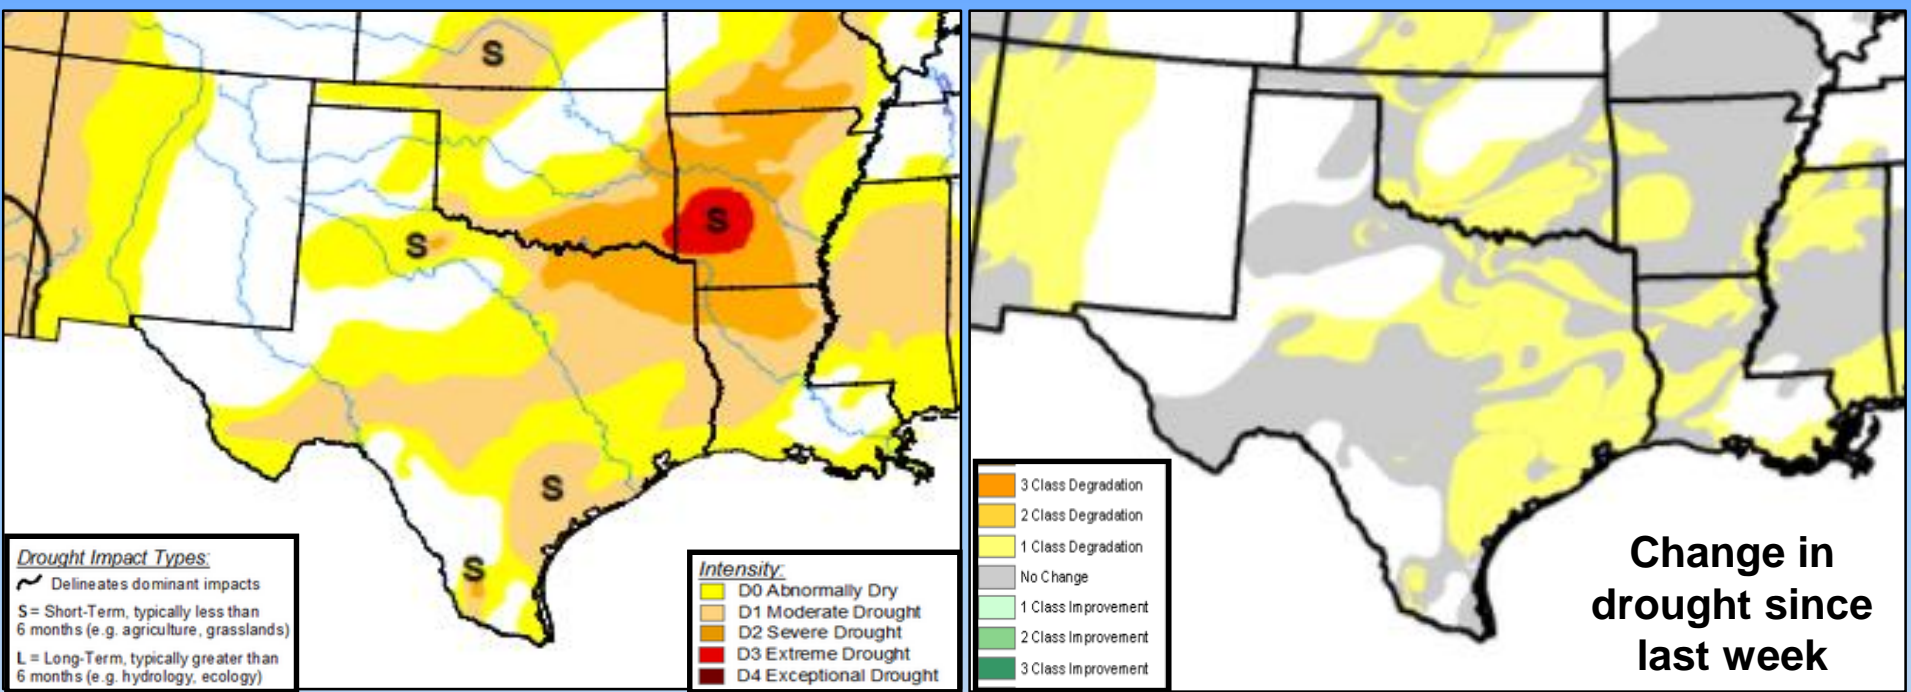 S
S
S
S
S
Drought Impact Types:
Delineates dominant impacts
S = Short-Term, typically less than
6 months (e.g. agriculture, grasslands)
L = Long-Term, typically greater than
6 months (e.g. hydrology, ecology)
Intensity:
D0 Abnormally Dry
D1 Moderate Drought
D2 Severe Drought
D3 Extreme Drought
D4 Exceptional Drought
3 Class Degradation
2 Class Degradation
1 Class Degradation
No Change
1 Class Improvement
2 Class Improvement
3 Class Improvement
Change in
drought since
last week